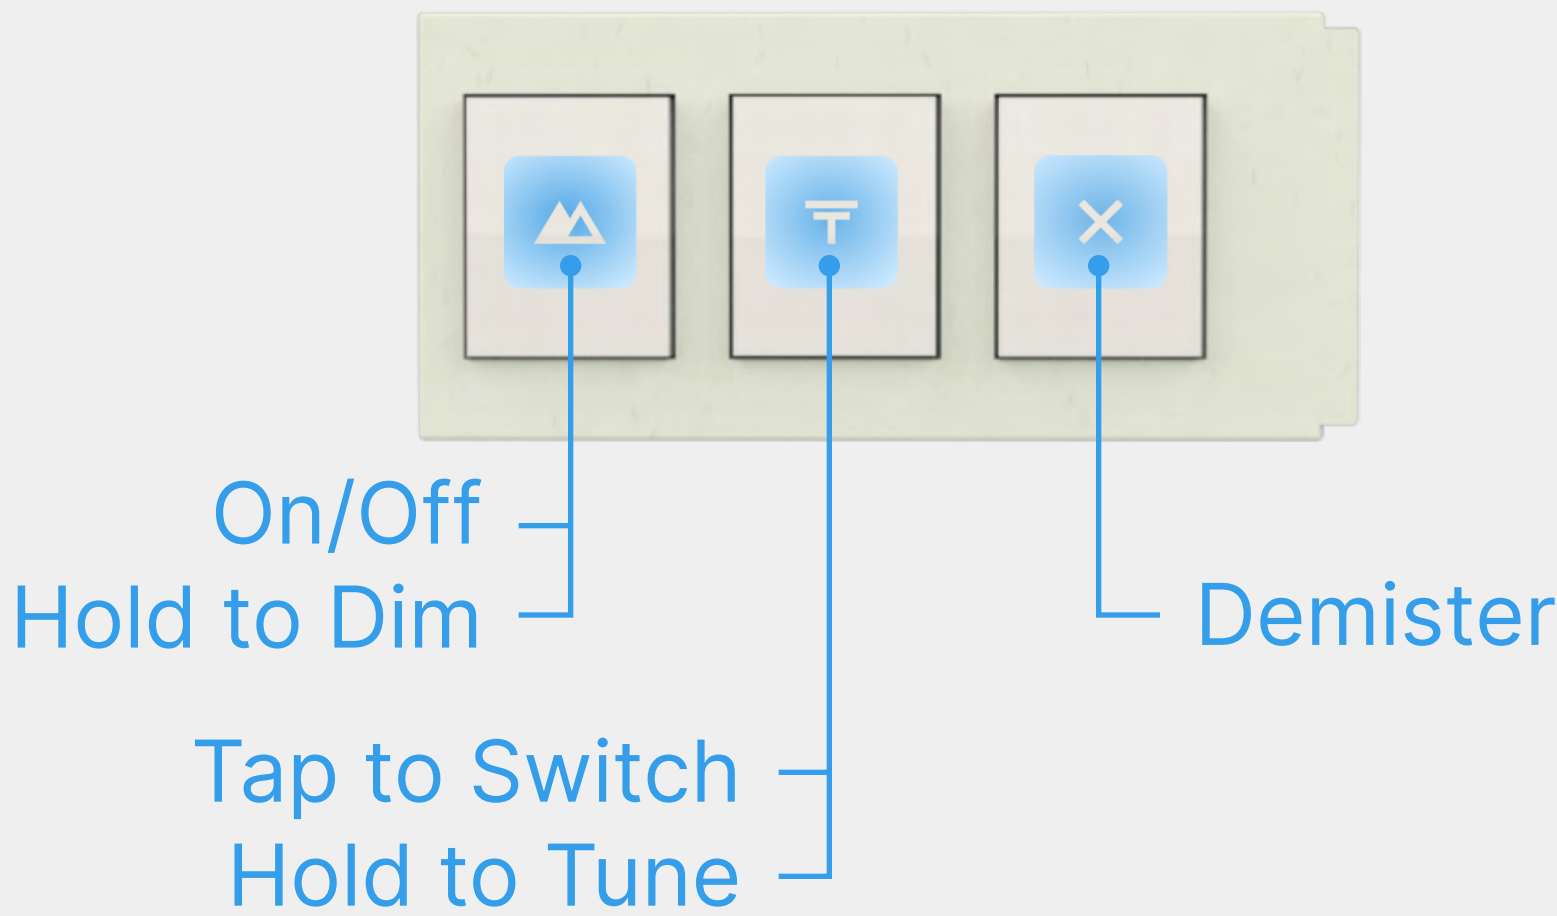 On/Off
Hold to Dim
Demister
Tap to Switch
Hold to Tune